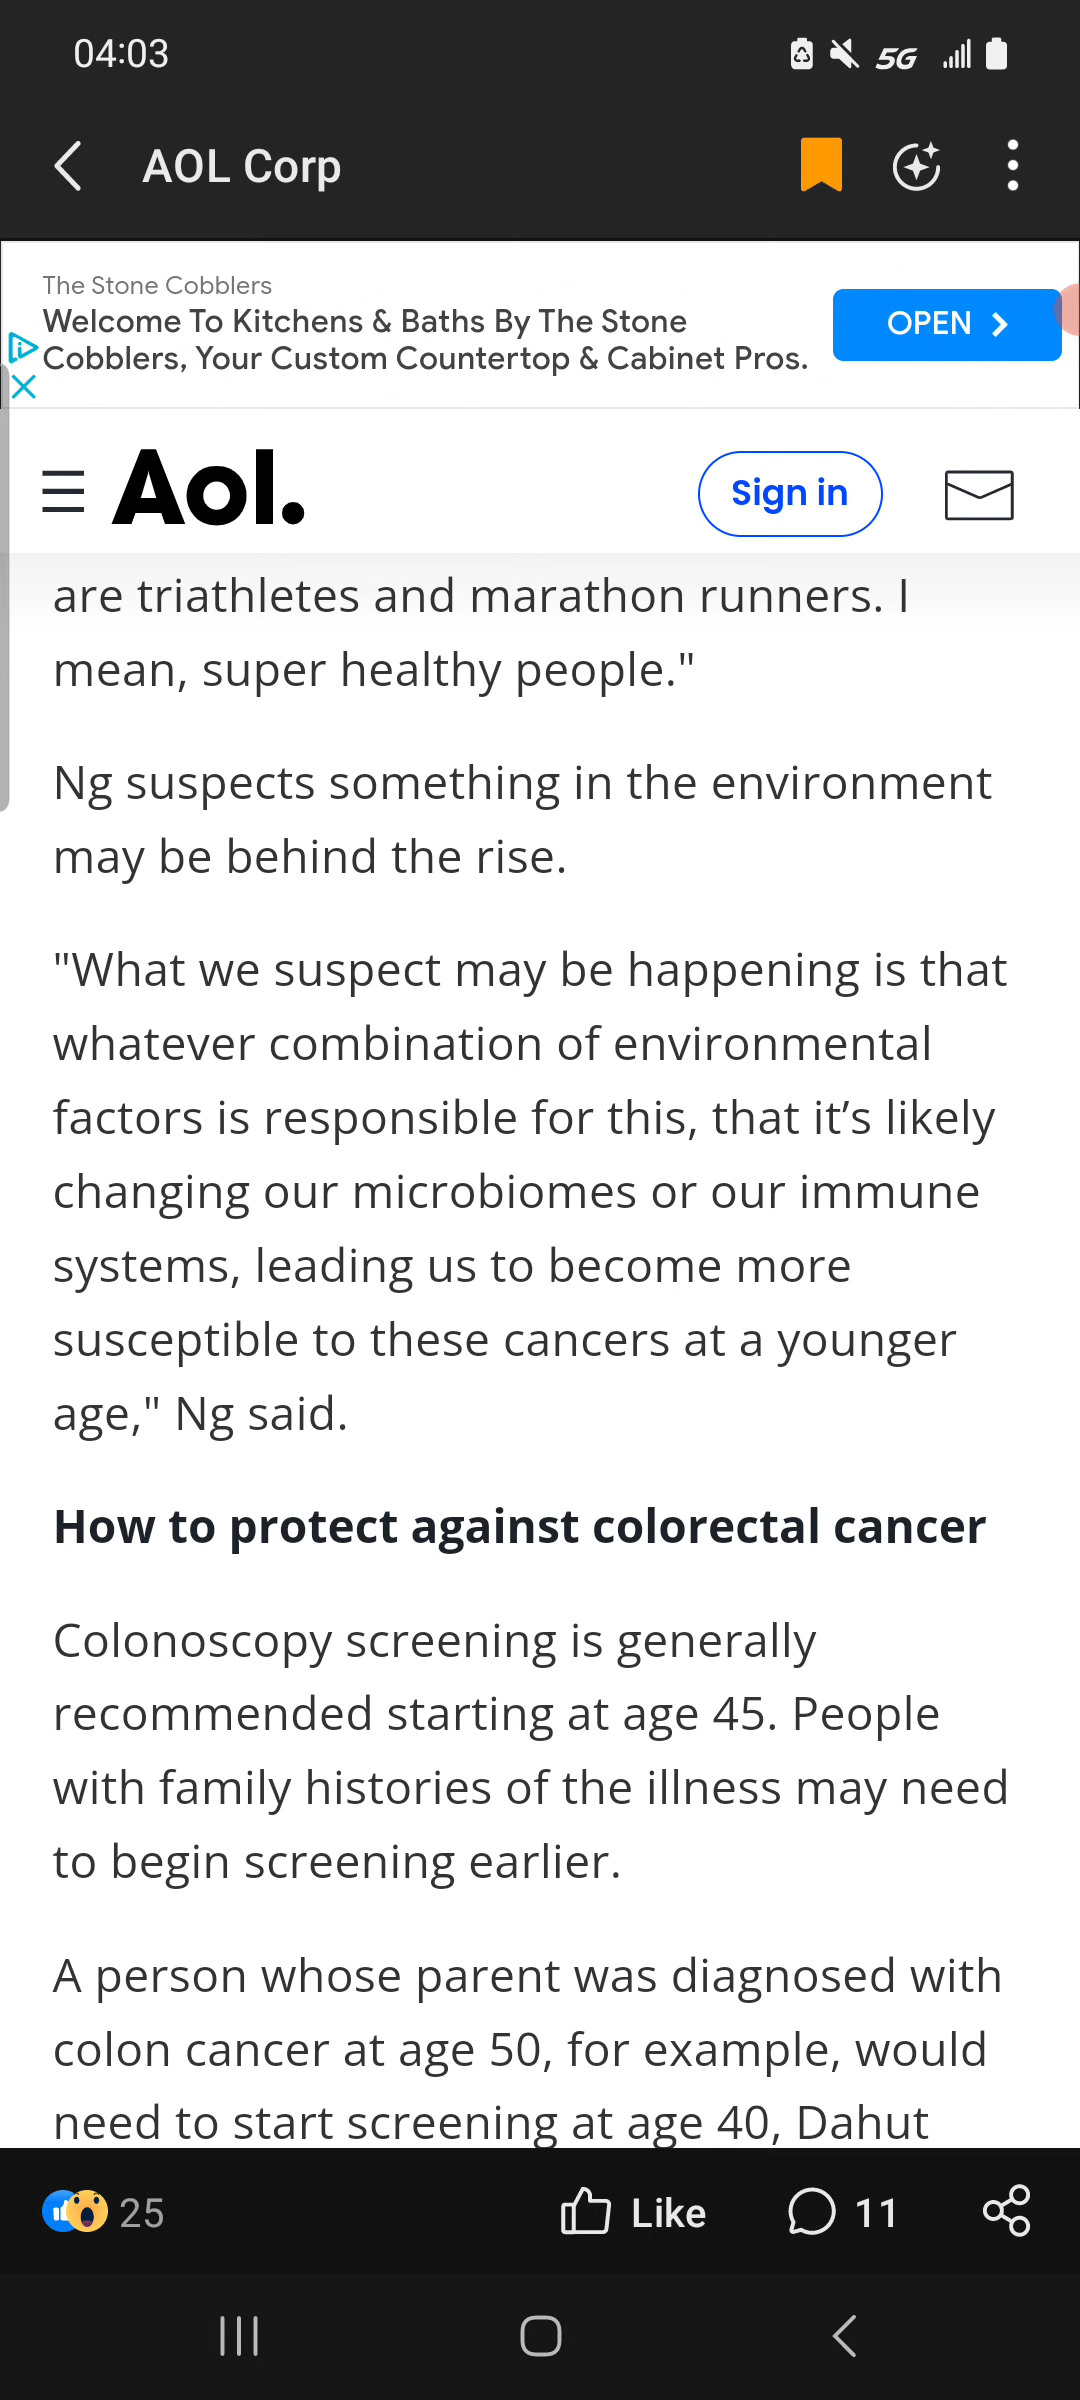 04:03
5G
AOL Corp
The Stone Cobblers
Welcome To Kitchens & Baths By The Stone
Cobblers, Your Custom Countertop & Cabinet Pros.
OPEN
Aol.
Sign in
are triathletes and marathon runners. I
mean, super healthy people."
Ng suspects something in the environment
may be behind the rise.
"What we suspect may be happening is that
whatever combination of environmental
factors is responsible for this, that it’s likely
changing our microbiomes or our immune
systems, leading us to become more
susceptible to these cancers at a younger
age," Ng said.
How to protect against colorectal cancer
Colonoscopy screening is generally
recommended starting at age 45. People
with family histories of the illness may need
to begin screening earlier.
A person whose parent was diagnosed with
colon cancer at age 50, for example, would
need to start screening at age 40, Dahut
25
Like
11